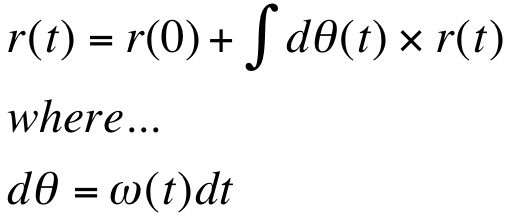 r(t) = r(0) + ∫ dθ(t) × r(t)
where...
dθ = ω(t)dt